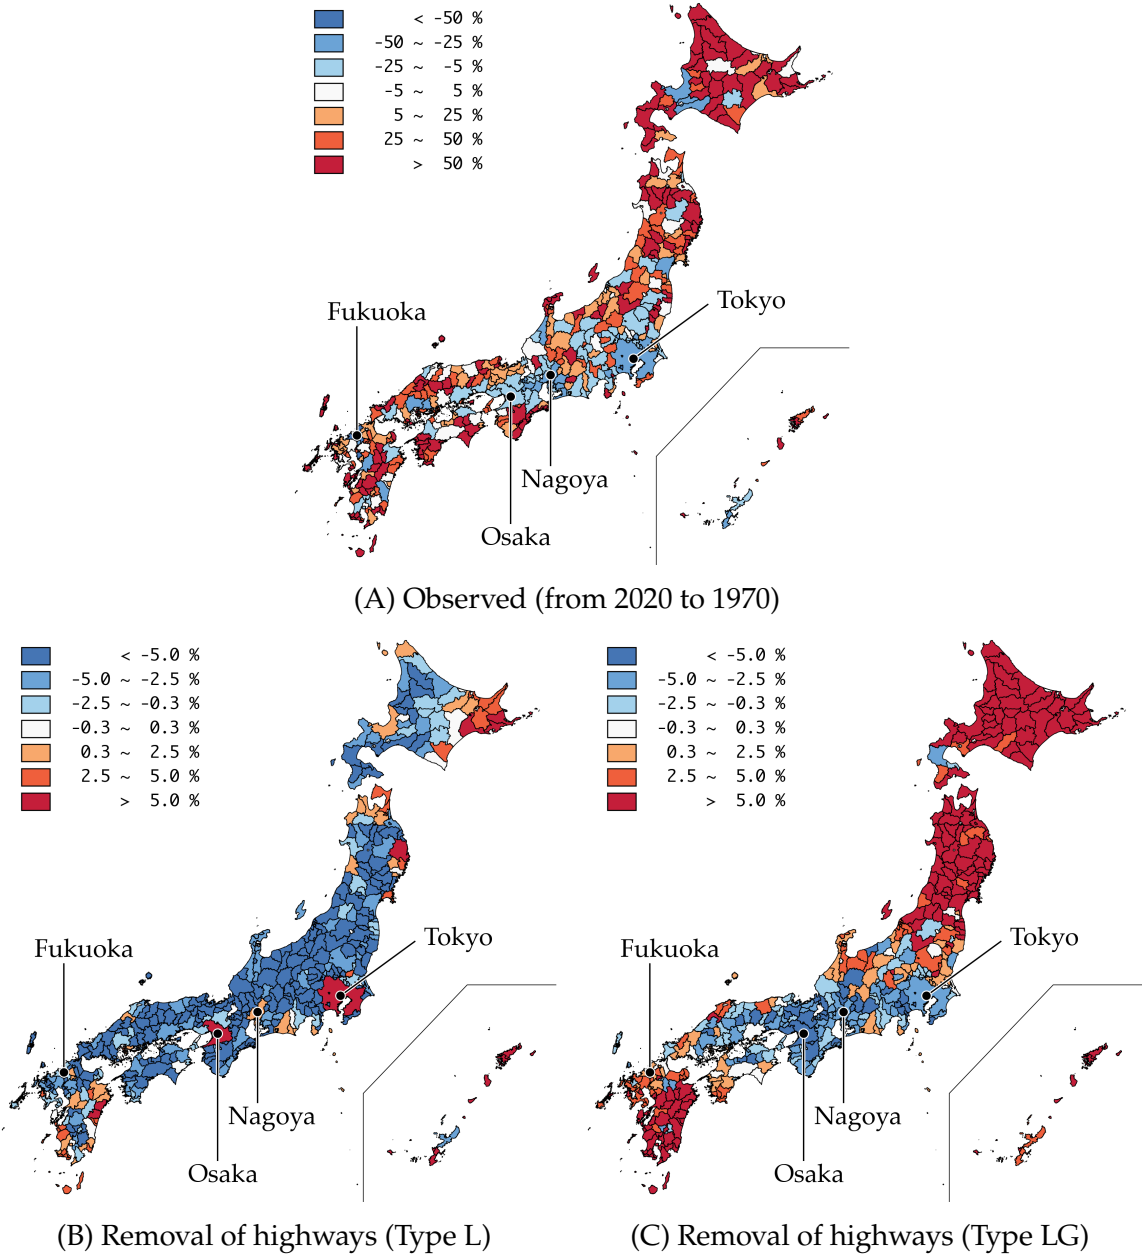 < -50 %
-50 ~ -25 %
-25 ~ -5 %
-5 ~ 5 %
5 ~ 25 %
25 ~ 50 %
> 50 %
Fukuoka
Tokyo
Nagoya
Osaka
(A) Observed (from 2020 to 1970)
< -5.0 %
-5.0 ~ -2.5 %
-2.5 ~ -0.3 %
-0.3 ~ 0.3 %
0.3 ~ 2.5 %
2.5 ~ 5.0 %
> 5.0 %
Fukuoka
Tokyo
Nagoya
Osaka
(B) Removal of highways (Type L)
< -5.0 %
-5.0 ~ -2.5 %
-2.5 ~ -0.3 %
-0.3 ~ 0.3 %
0.3 ~ 2.5 %
2.5 ~ 5.0 %
> 5.0 %
Fukuoka
Tokyo
Nagoya
Osaka
(C) Removal of highways (Type LG)